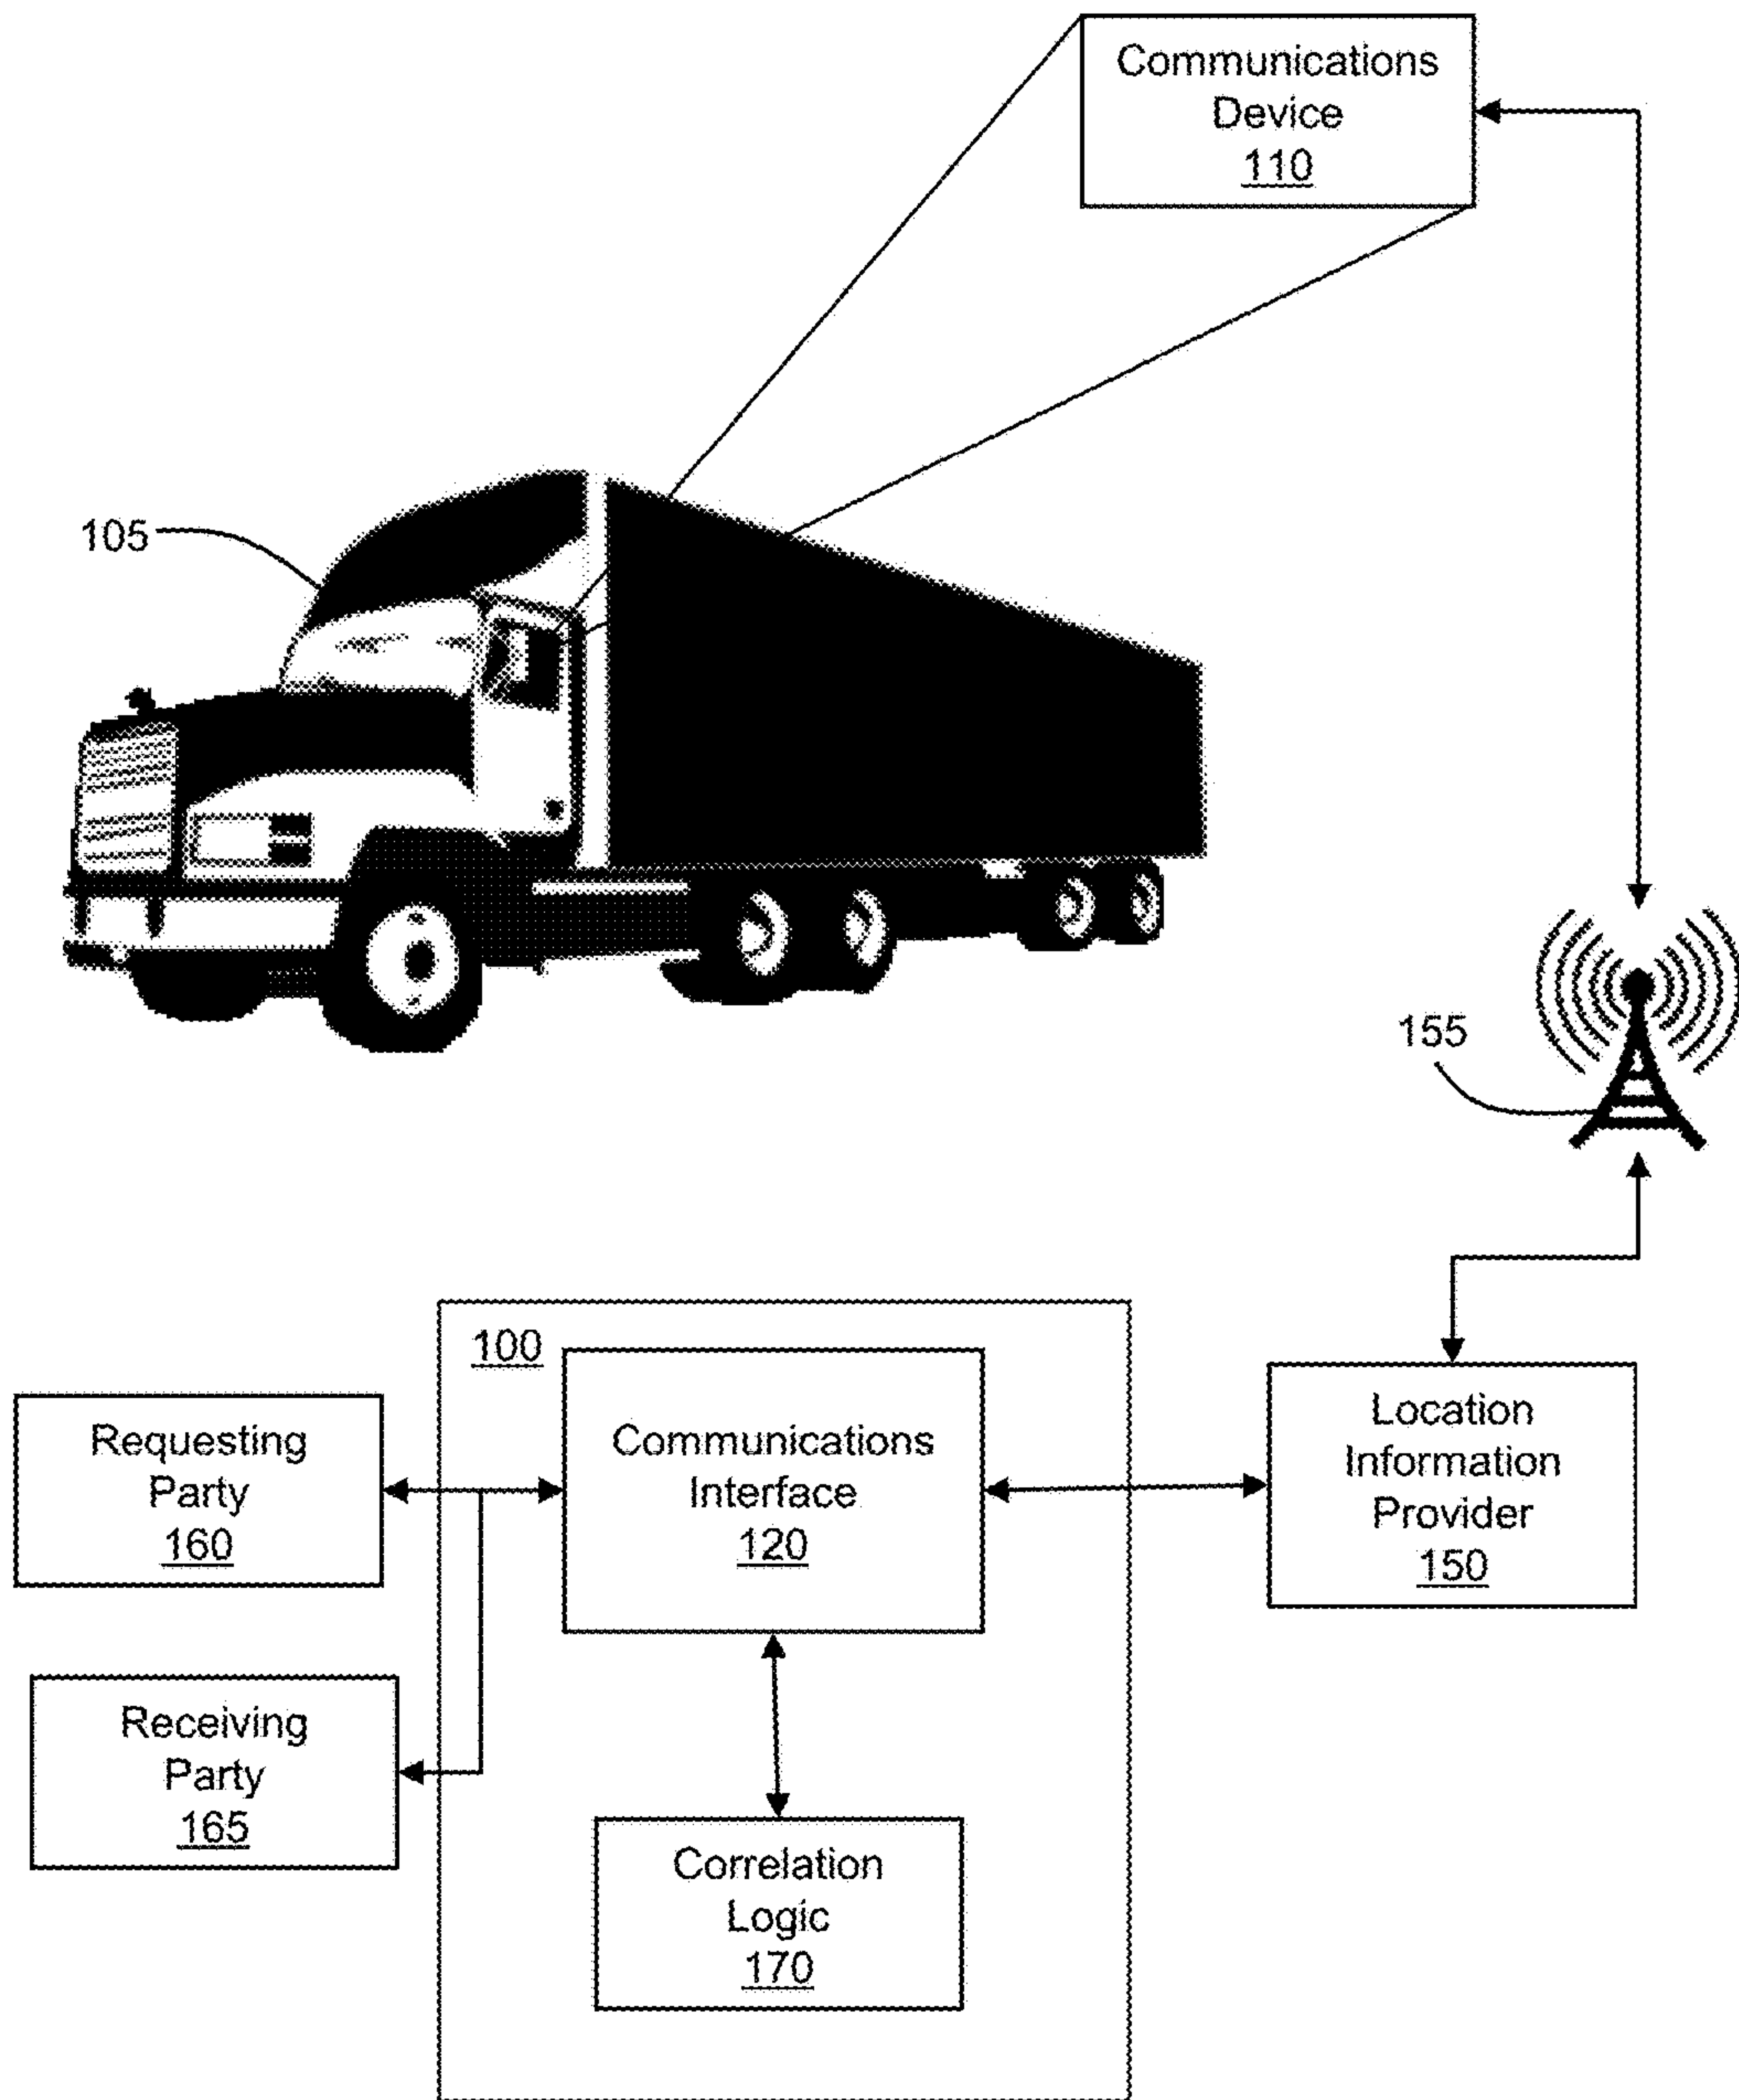 Communications
Device
110
105
155
100
Requesting
Party
160
Communications
Interface
120
Location
Information
Provider
150
Receiving
Party
165
Correlation
Logic
170